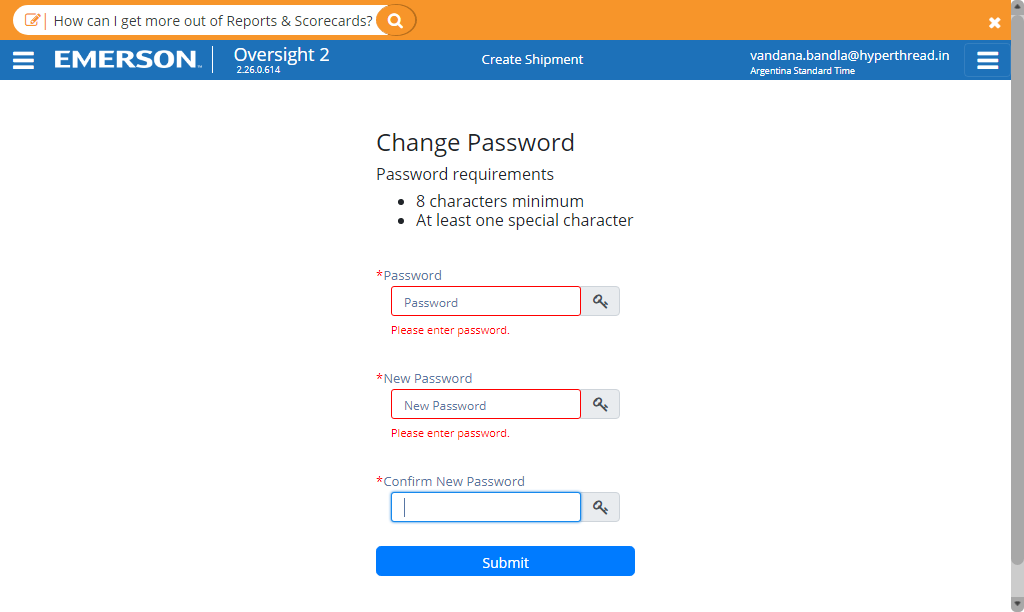 How can I get more out of Reports & Scorecards?
EMERSON™
Oversight 2
2.26.0.614
Create Shipment
vandana.bandla@hyperthread.in
Argentina Standard Time
Change Password
Password requirements
• 8 characters minimum
• At least one special character
*Password
Password
Please enter password.
*New Password
New Password
Please enter password.
*Confirm New Password
Submit